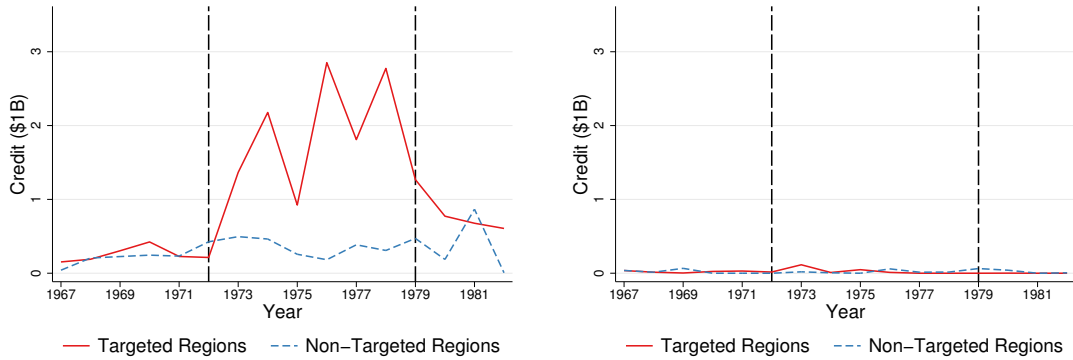 Credit ($1B)
3
2
1
0
1967 1969 1971 1973 1975 1977 1979 1981
Year
Targeted Regions Non−Targeted Regions
Credit ($1B)
3
2
1
0
1967 1969 1971 1973 1975 1977 1979 1981
Year
Targeted Regions Non−Targeted Regions